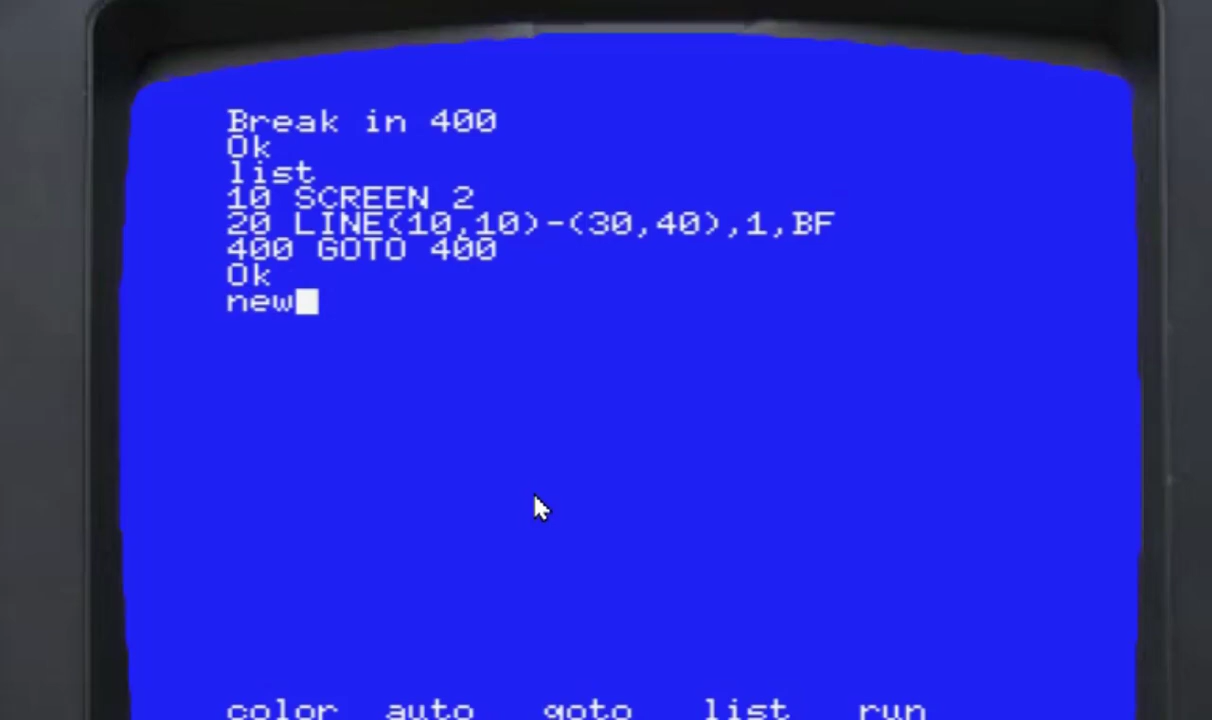 Break in 400
Ok
list
10 SCREEN 2
20 LINE(10,10)-(30,40),1,BF
400 GOTO 400
Ok
new
color auto goto list run